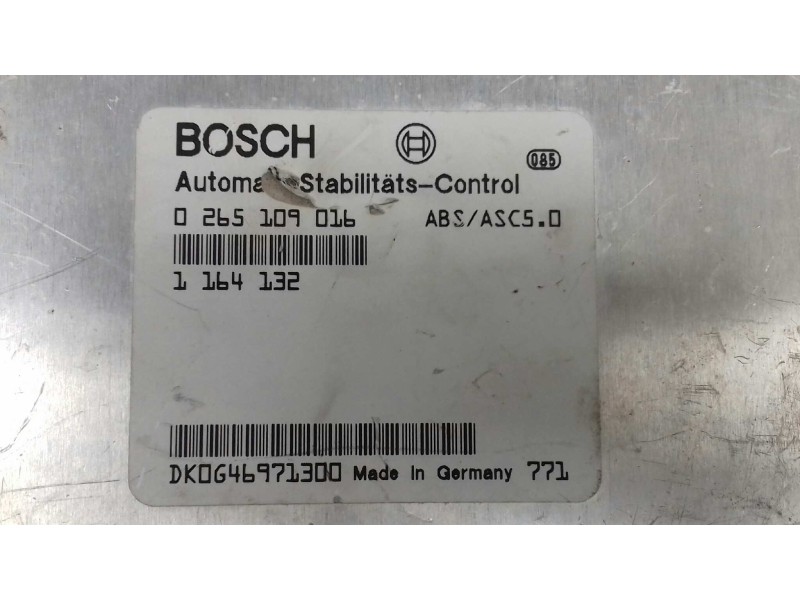 BOSCH
085
Stabilitäts-Control
0 265 109 016 ABS/ASC5.0
1 164 132
DK0G46971300 Made in Germany 771